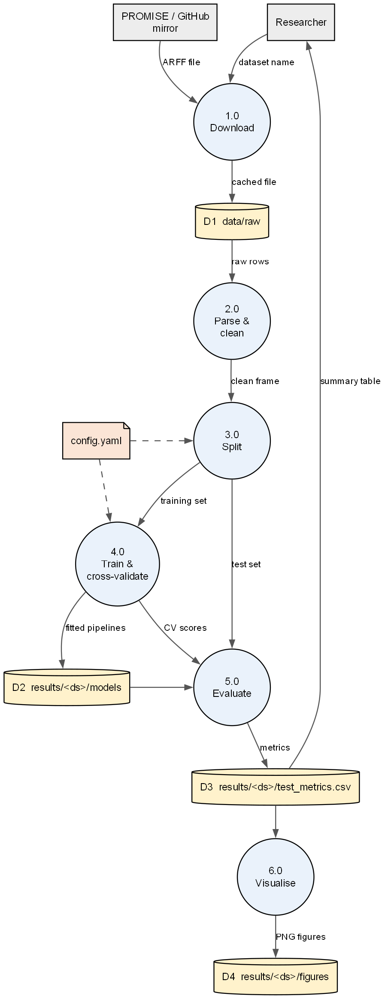 PROMISE / GitHub
mirror
Researcher
ARFF file
dataset name
1.0
Download
cached file
D1  data/raw
raw rows
2.0
Parse &
clean
clean frame
summary table
config.yaml
3.0
Split
training set
4.0
Train &
cross-validate
test set
fitted pipelines
CV scores
D2  results/<ds>/models
5.0
Evaluate
metrics
D3  results/<ds>/test_metrics.csv
6.0
Visualise
PNG figures
D4  results/<ds>/figures